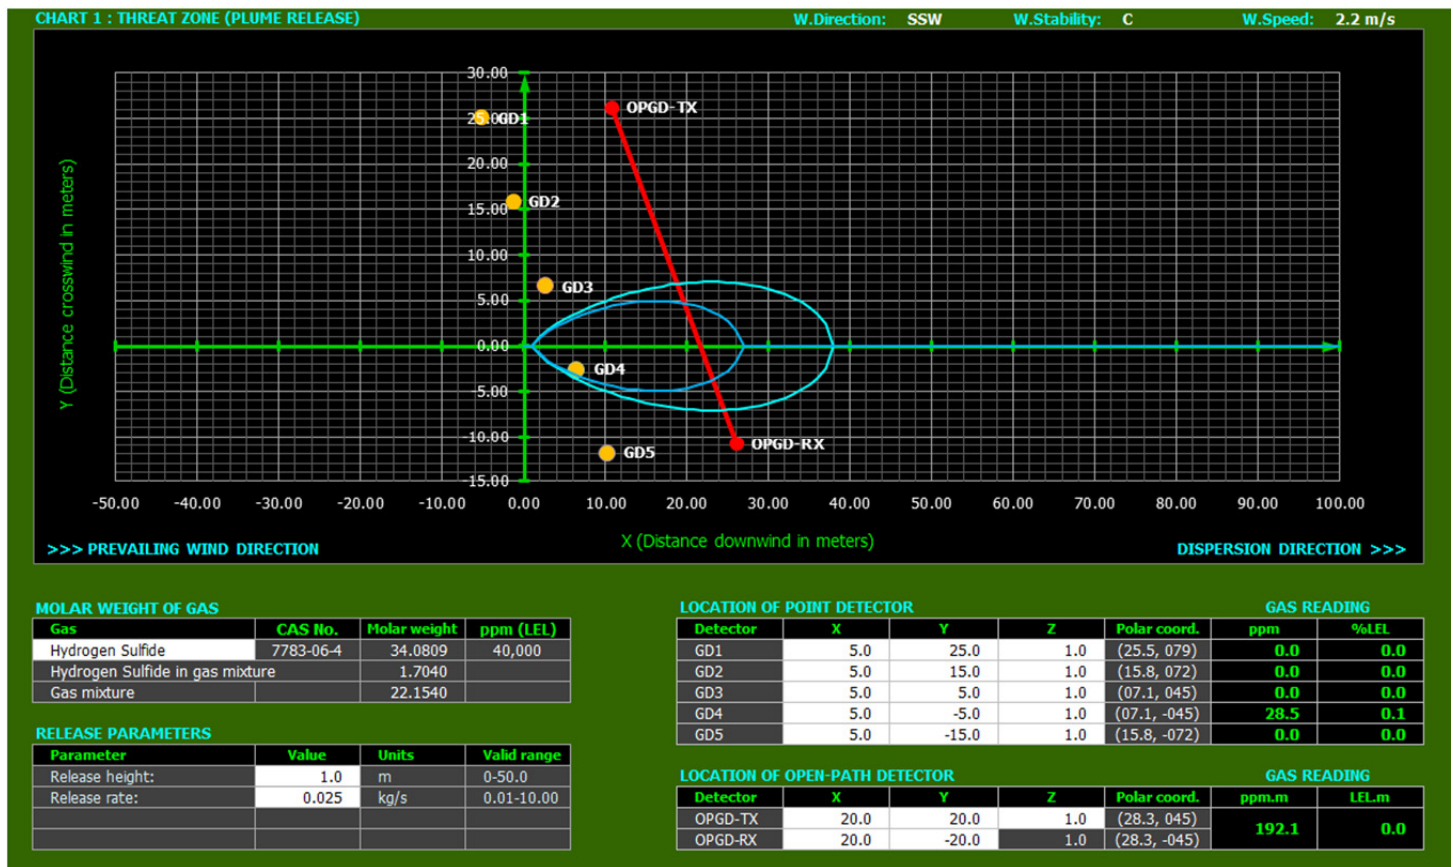 CHART 1 : THREAT ZONE (PLUME RELEASE) W.Direction: SSW W.Stability: C W.Speed: 2.2 m/s
Y (Distance crosswind in meters)
30.00
25.00
20.00
15.00
10.00
5.00
0.00
-5.00
-10.00
-15.00
OPGD-TX
GD1
GD2
GD3
GD4
OPGD-RX
GD5
-50.00 -40.00 -30.00 -20.00 -10.00 0.00 10.00 20.00 30.00 40.00 50.00 60.00 70.00 80.00 90.00 100.00
X (Distance downwind in meters)
>>> PREVAILING WIND DIRECTION DISPERSION DIRECTION >>>
MOLAR WEIGHT OF GAS
Gas CAS No. Molar weight ppm (LEL)
Hydrogen Sulfide 7783-06-4 34.0809 40,000
Hydrogen Sulfide in gas mixture 1.7040
Gas mixture 22.1540
RELEASE PARAMETERS
Parameter Value Units Valid range
Release height: 1.0 m 0-50.0
Release rate: 0.025 kg/s 0.01-10.00
LOCATION OF POINT DETECTOR GAS READING
Detector X Y Z Polar coord. ppm %LEL
GD1 5.0 25.0 1.0 (25.5, 079) 0.0 0.0
GD2 5.0 15.0 1.0 (15.8, 072) 0.0 0.0
GD3 5.0 5.0 1.0 (07.1, 045) 0.0 0.0
GD4 5.0 -5.0 1.0 (07.1, -045) 28.5 0.1
GD5 5.0 -15.0 1.0 (15.8, -072) 0.0 0.0
LOCATION OF OPEN-PATH DETECTOR GAS READING
Detector X Y Z Polar coord. ppm.m LEL.m
OPGD-TX 20.0 20.0 1.0 (28.3, 045) 192.1 0.0
OPGD-RX 20.0 -20.0 1.0 (28.3, -045)